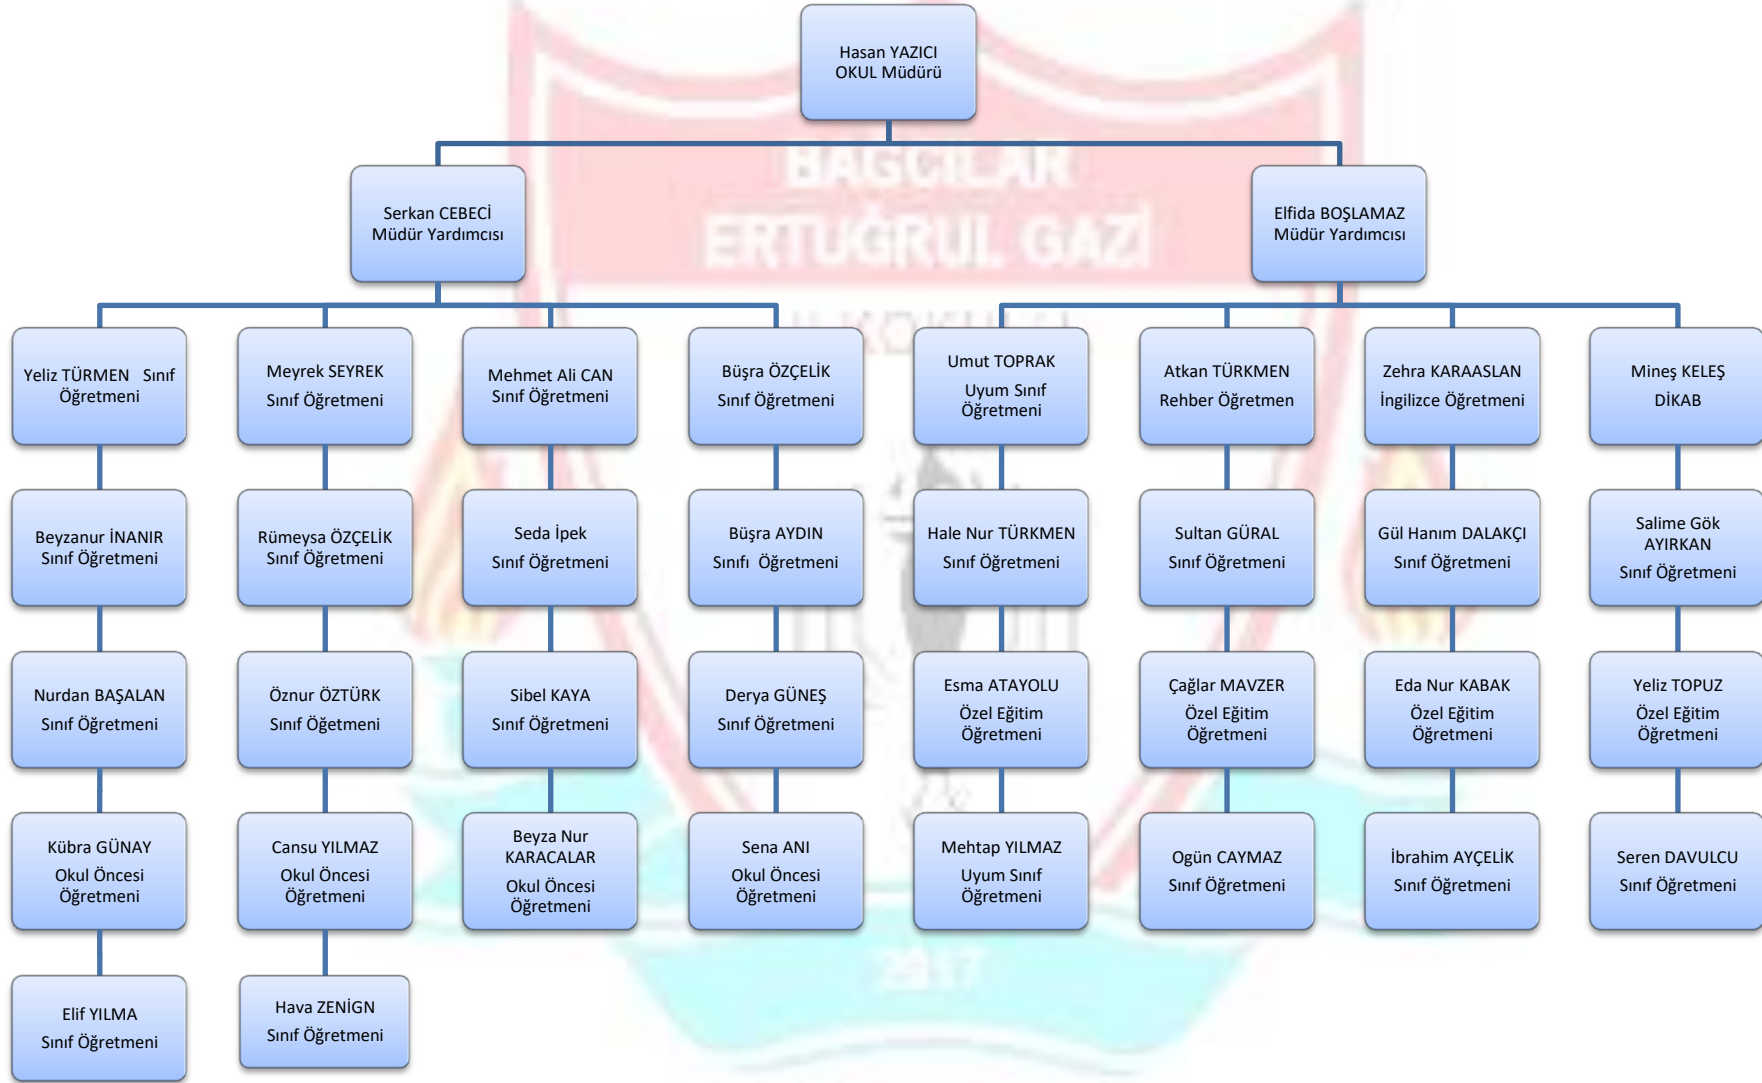 Hasan YAZICI
OKUL Müdürü
BAĞCILAR
ERTUĞRUL GAZİ
Serkan CEBECİ
Müdür Yardımcısı
Elfida BOŞLAMAZ
Müdür Yardımcısı
Yeliz TÜRMEN Sınıf
Öğretmeni
Meyrek SEYREK
Sınıf Öğretmeni
Mehmet Ali CAN
Sınıf Öğretmeni
Büşra ÖZÇELİK
Sınıf Öğretmeni
Umut TOPRAK
Uyum Sınıf
Öğretmeni
Atkan TÜRKMEN
Rehber Öğretmen
Zehra KARAASLAN
İngilizce Öğretmeni
Mineş KELEŞ
DİKAB
Beyzanur İNANIR
Sınıf Öğretmeni
Rümeysa ÖZÇELİK
Sınıf Öğretmeni
Seda İpek
Sınıf Öğretmeni
Büşra AYDIN
Sınıfı Öğretmeni
Hale Nur TÜRKMEN
Sınıf Öğretmeni
Sultan GÜRAL
Sınıf Öğretmeni
Gül Hanım DALAKÇI
Sınıf Öğretmeni
Salime Gök
AYIRKAN
Sınıf Öğretmeni
Nurdan BAŞALAN
Sınıf Öğretmeni
Öznur ÖZTÜRK
Sınıf Öğetmeni
Sibel KAYA
Sınıf Öğretmeni
Derya GÜNEŞ
Sınıf Öğretmeni
Esma ATAYOLU
Özel Eğitim
Öğretmeni
Çağlar MAVZER
Özel Eğitim
Öğretmeni
Eda Nur KABAK
Özel Eğitim
Öğretmeni
Yeliz TOPUZ
Özel Eğitim
Öğretmeni
Kübra GÜNAY
Okul Öncesi
Öğretmeni
Cansu YILMAZ
Okul Öncesi
Öğretmeni
Beyza Nur
KARACALAR
Okul Öncesi
Öğretmeni
Sena ANI
Okul Öncesi
Öğretmeni
Mehtap YILMAZ
Uyum Sınıf
Öğretmeni
Ogün CAYMAZ
Sınıf Öğretmeni
İbrahim AYÇELİK
Sınıf Öğretmeni
Seren DAVULCU
Sınıf Öğretmeni
Elif YILMA
Sınıf Öğretmeni
Hava ZENİGN
Sınıf Öğretmeni
2017